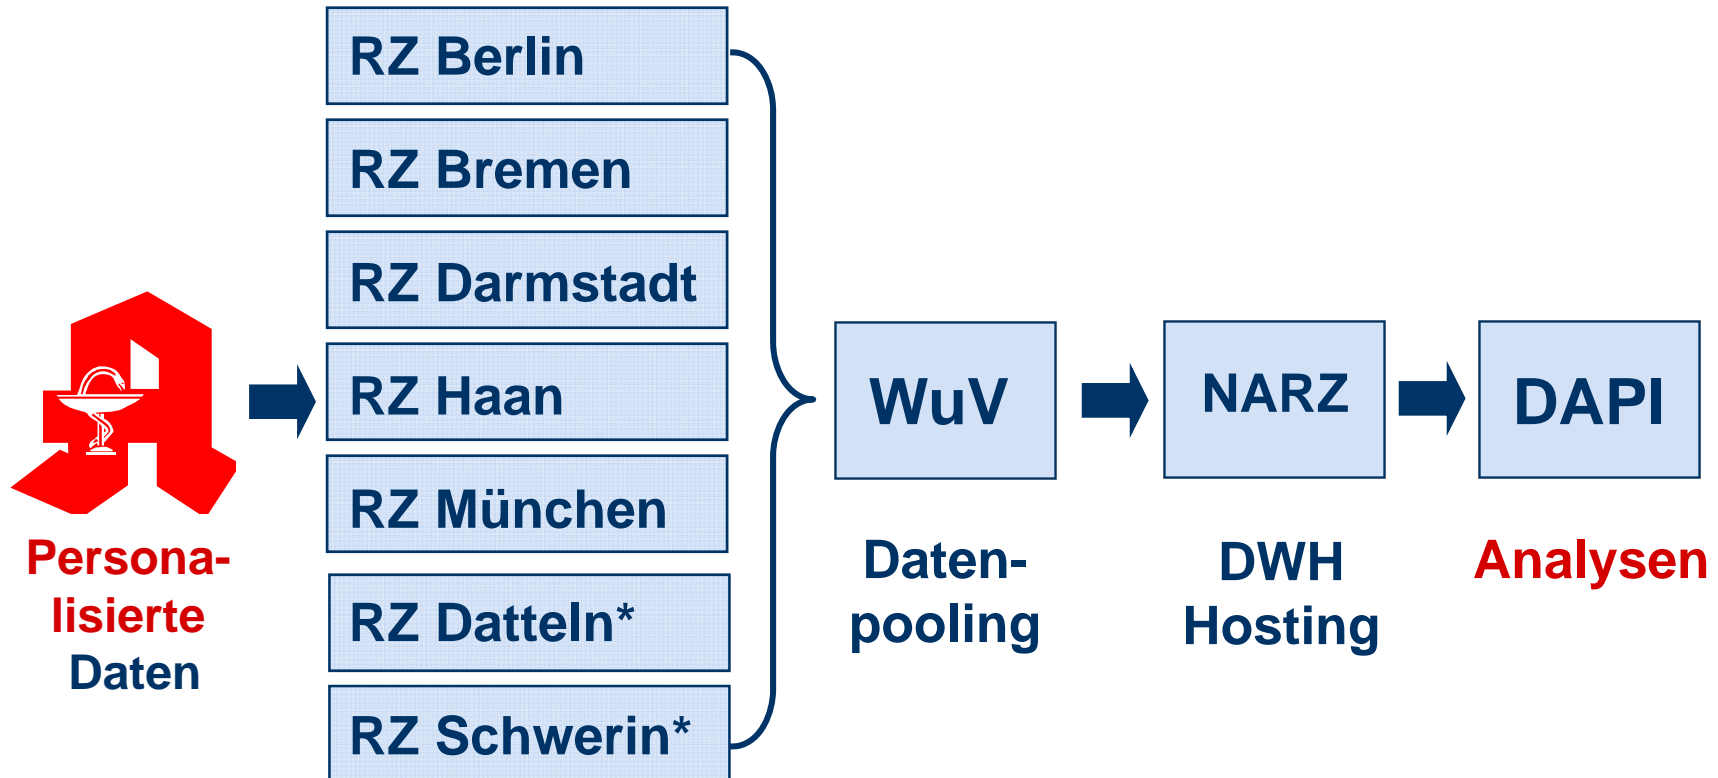 RZ Berlin
RZ Bremen
RZ Darmstadt
RZ Haan
RZ München
RZ Datteln*
RZ Schwerin*
Persona-
lisierte
Daten
WuV
Daten-
pooling
NARZ
DWH
Hosting
DAPI
Analysen